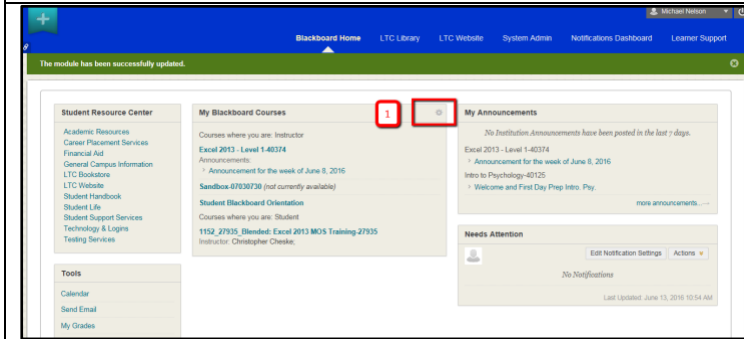 Michael Nelson
Blackboard Home LTC Library LTC Website System Admin Notifications Dashboard Learner Support
The module has been successfully updated.
Student Resource Center
Academic Resources
Career Placement Services
Financial Aid
General Campus Information
LTC Bookstore
LTC Website
Student Handbook
Student Life
Student Support Services
Technology & Logins
Testing Services
Tools
Calendar
Send Email
My Grades
My Blackboard Courses
1
Courses where you are: Instructor
Excel 2013 - Level 1-40374
Announcements:
Announcement for the week of June 8, 2016
Sandbox-07030730 (not currently available)
Student Blackboard Orientation
Courses where you are: Student
1152_27935_Blended: Excel 2013 MOS Training-27935
Instructor: Christopher Cheske;
My Announcements
No Institution Announcements have been posted in the last 7 days.
Excel 2013 - Level 1-40374
Announcement for the week of June 8, 2016
Intro to Psychology-40125
Welcome and First Day Prep Intro. Psy.
more announcements...
Needs Attention
Edit Notification Settings Actions
No Notifications
Last Updated: June 13, 2016 10:54 AM